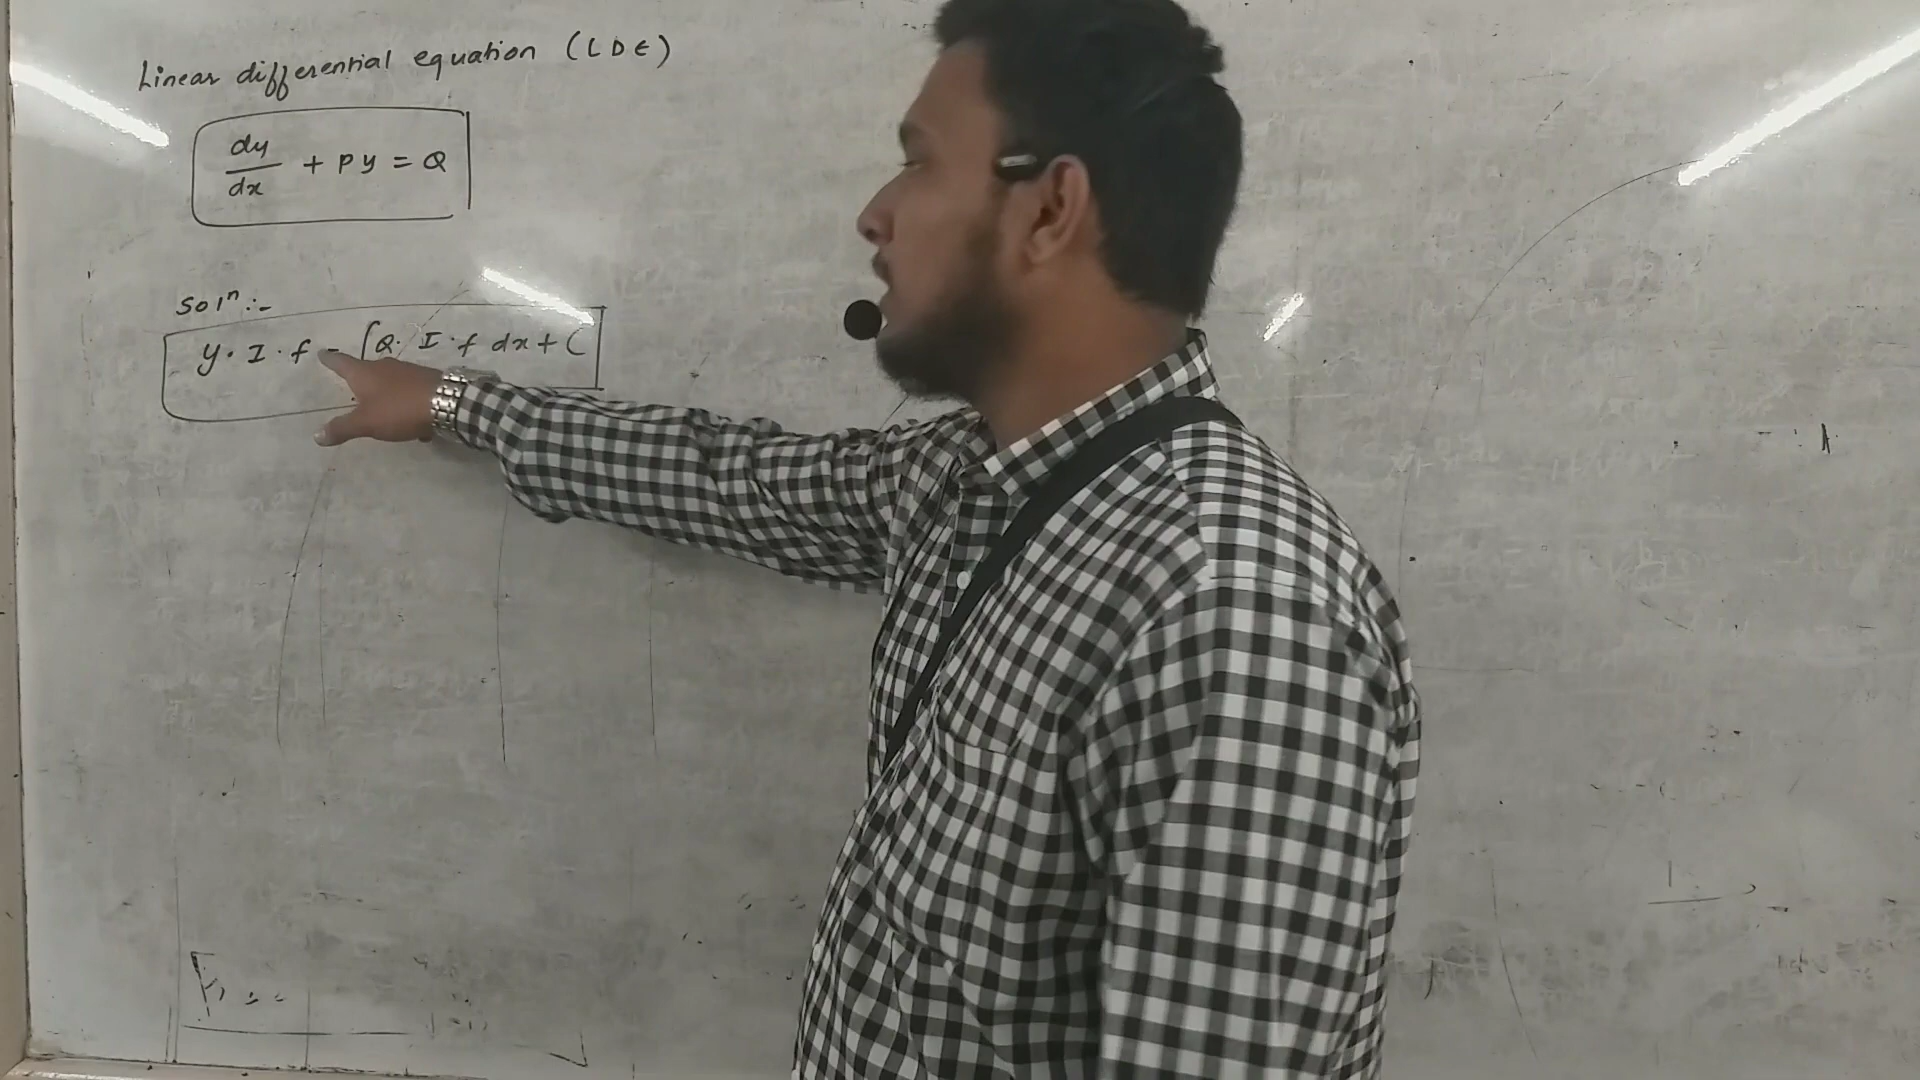 Linear differential equation (LDE)
dy/dx + Py = Q
Solⁿ :-
y. I.f = ∫Q. I.f dx + C